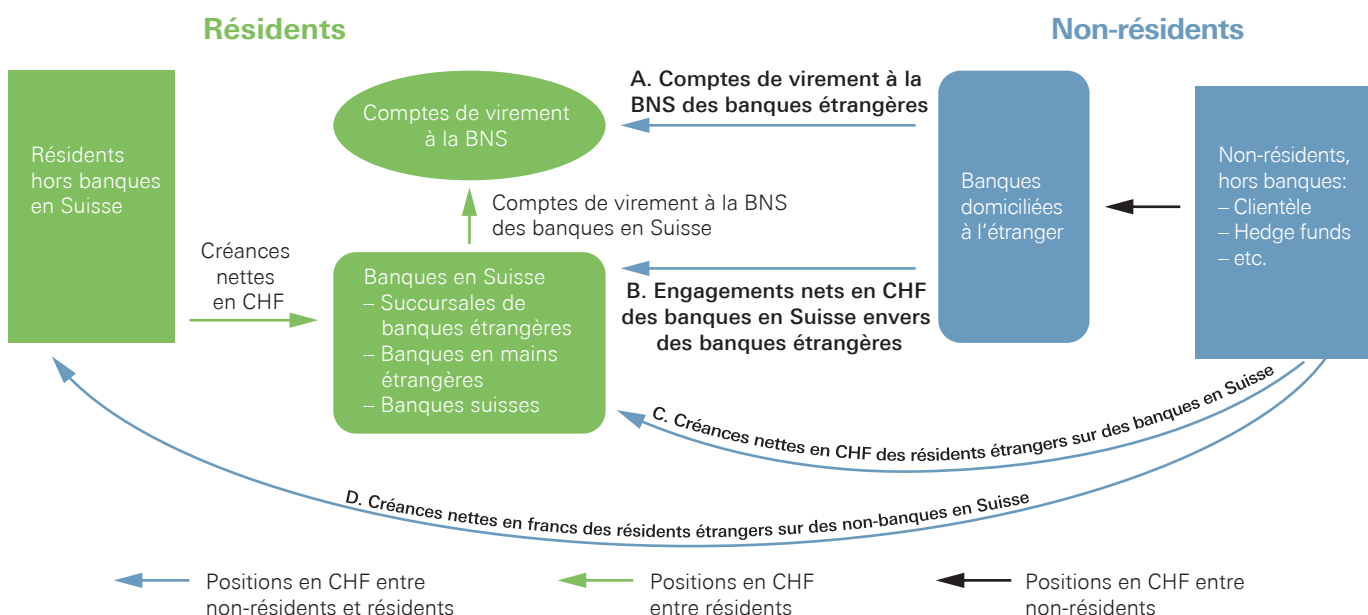 Résidents
Non-résidents
Résidents
hors banques
en Suisse
Créances
nettes
en CHF
Comptes de virement
à la BNS
Comptes de virement à la BNS
des banques en Suisse
Banques en Suisse
– Succursales de
banques étrangères
– Banques en mains
étrangères
– Banques suisses
A. Comptes de virement à la
BNS des banques étrangères
B. Engagements nets en CHF
des banques en Suisse envers
des banques étrangères
Banques
domiciliées
à l’étranger
Non-résidents,
hors banques:
– Clientèle
– Hedge funds
– etc.
C. Créances nettes en CHF des résidents étrangers sur des banques en Suisse
D. Créances nettes en francs des résidents étrangers sur des non-banques en Suisse
Positions en CHF entre
non-résidents et résidents
Positions en CHF
entre résidents
Positions en CHF entre
non-résidents